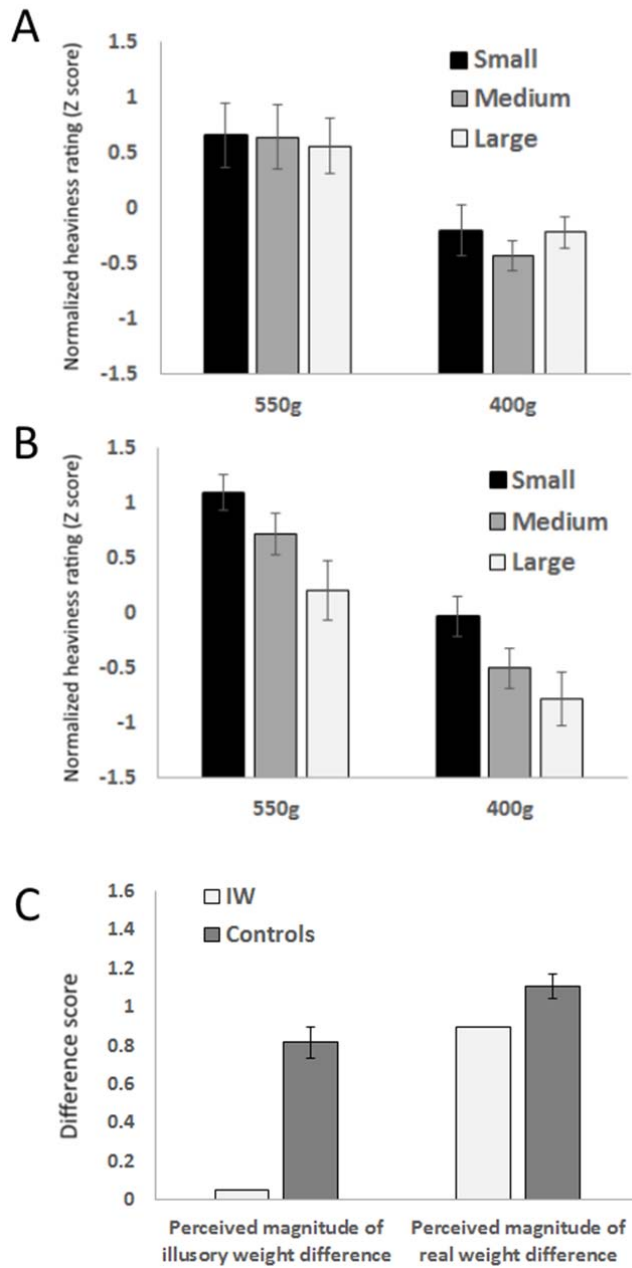 A
Normalized heaviness rating (Z score)
1.5
1
0.5
0
-0.5
-1
-1.5
Small
Medium
Large
550g
400g
B
Normalized heaviness rating (Z score)
1.5
1
0.5
0
-0.5
-1
-1.5
Small
Medium
Large
550g
400g
C
Difference score
1.6
1.4
1.2
1
0.8
0.6
0.4
0.2
0
IW
Controls
Perceived magnitude of
illusory weight difference
Perceived magnitude of
real weight difference